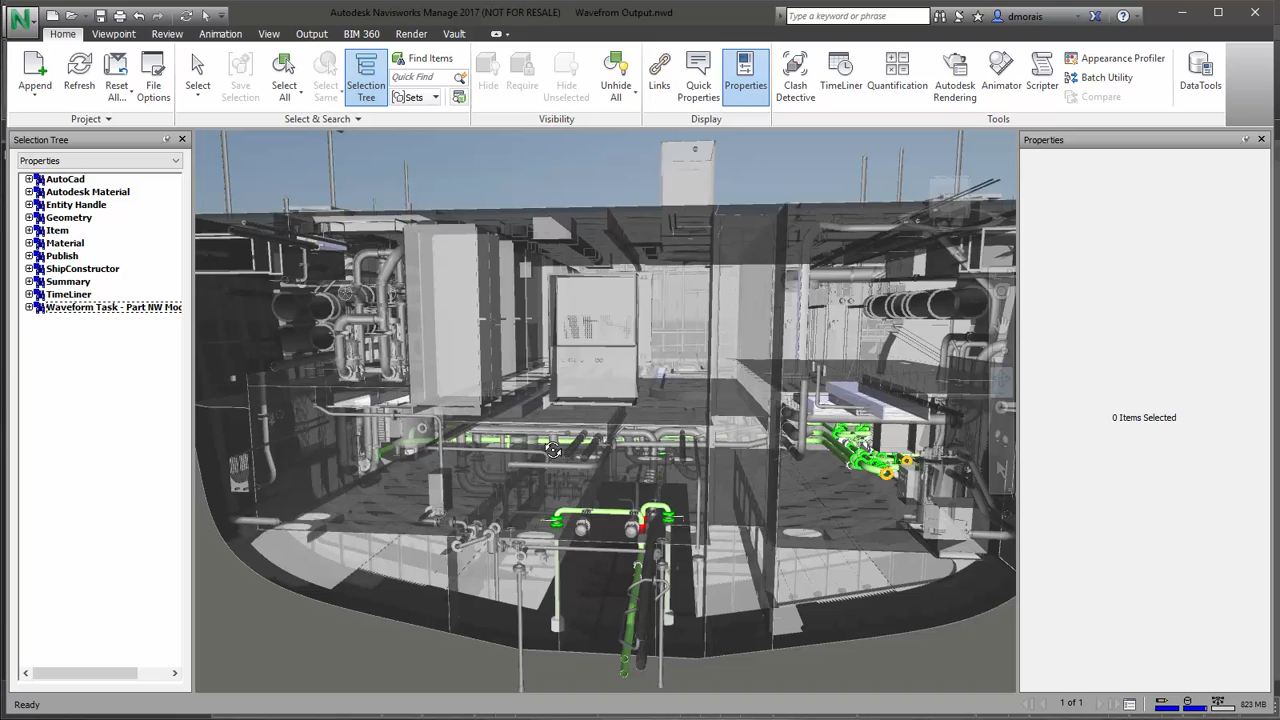 Autodesk Navisworks Manage 2017 (NOT FOR RESALE) Wavefrom Output.nwd
Type a keyword or phrase
dmorais
Home Viewpoint Review Animation View Output BIM 360 Render Vault
Append
Refresh
Reset All...
File Options
Project
Select
Save Selection
Select All
Select Same
Selection Tree
Find Items
Quick Find
Sets
Select & Search
Hide
Require
Hide Unselected
Unhide All
Visibility
Links
Quick Properties
Properties
Display
Clash Detective
TimeLiner
Quantification
Autodesk Rendering
Animator
Scripter
Appearance Profiler
Batch Utility
Compare
Tools
DataTools
Selection Tree
Properties
AutoCad
Autodesk Material
Entity Handle
Geometry
Item
Material
Publish
ShipConstructor
Summary
TimeLiner
Waveform Task - Part NW Mod
Properties
0 Items Selected
Ready
1 of 1
823 MB